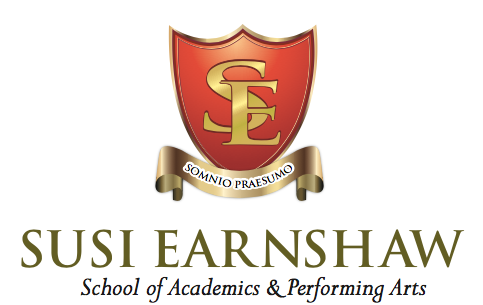 SE
SOMNIO PRAESUMO
SUSI EARNSHAW
School of Academics & Performing Arts